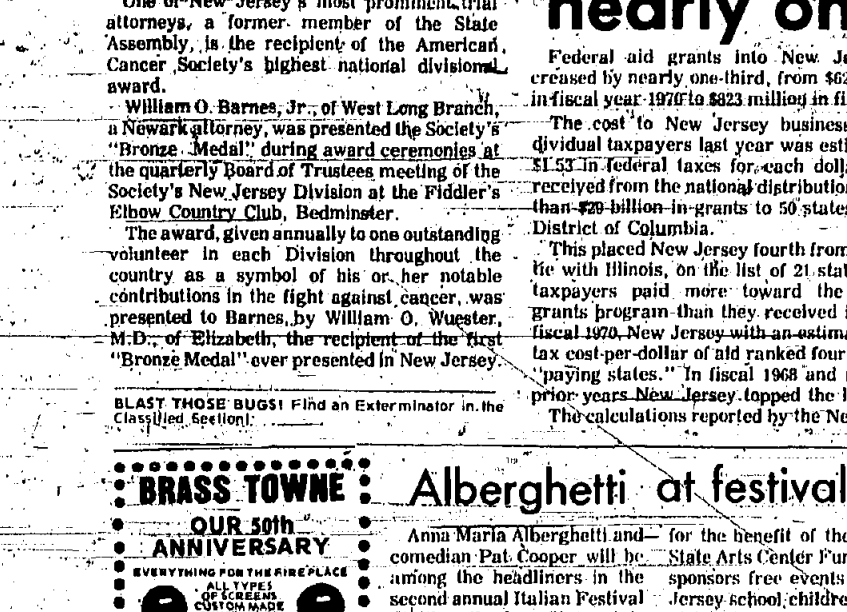 One of New Jersey's most prominent trial
attorneys, a former member of the State
Assembly, is the recipient of the American
Cancer Society's highest national divisional
award.
William O. Barnes, Jr., of West Long Branch,
a Newark attorney, was presented the Society's
"Bronze Medal" during award ceremonies at
the quarterly Board of Trustees meeting of the
Society's New Jersey Division at the Fiddler's
Elbow Country Club, Bedminster.
The award, given annually to one outstanding
volunteer in each Division throughout the
country as a symbol of his or her notable
contributions in the fight against cancer, was
presented to Barnes, by William O. Wuester,
M.D., of Elizabeth, the recipient of the first
"Bronze Medal" ever presented in New Jersey.
BLAST THOSE BUGS! Find an Exterminator in the
Classified Section!
nearly on
Federal aid grants into New Je
creased by nearly one-third, from $62
in fiscal year 1970 to $823 million in fi
The cost to New Jersey business
dividual taxpayers last year was esti
$1.53 in federal taxes for each doll
received from the national distributio
than $29 billion in grants to 50 state
District of Columbia.
This placed New Jersey fourth from
tie with Illinois, on the list of 21 stat
taxpayers paid more toward the
grants program than they received i
fiscal 1970, New Jersey with an estima
tax cost-per-dollar of aid ranked four
"paying states." In fiscal 1968 and
prior years New Jersey topped the l
The calculations reported by the Ne
BRASS TOWNE
OUR 50th
ANNIVERSARY
EVERYTHING FOR THE FIREPLACE
ALL TYPES
OF SCREENS
CUSTOM MADE
Alberghetti at festival
Anna Maria Alberghetti and
comedian Pat Cooper will be
among the headliners in the
second annual Italian Festival
for the benefit of the
State Arts Center Fun
sponsors free events
Jersey school children